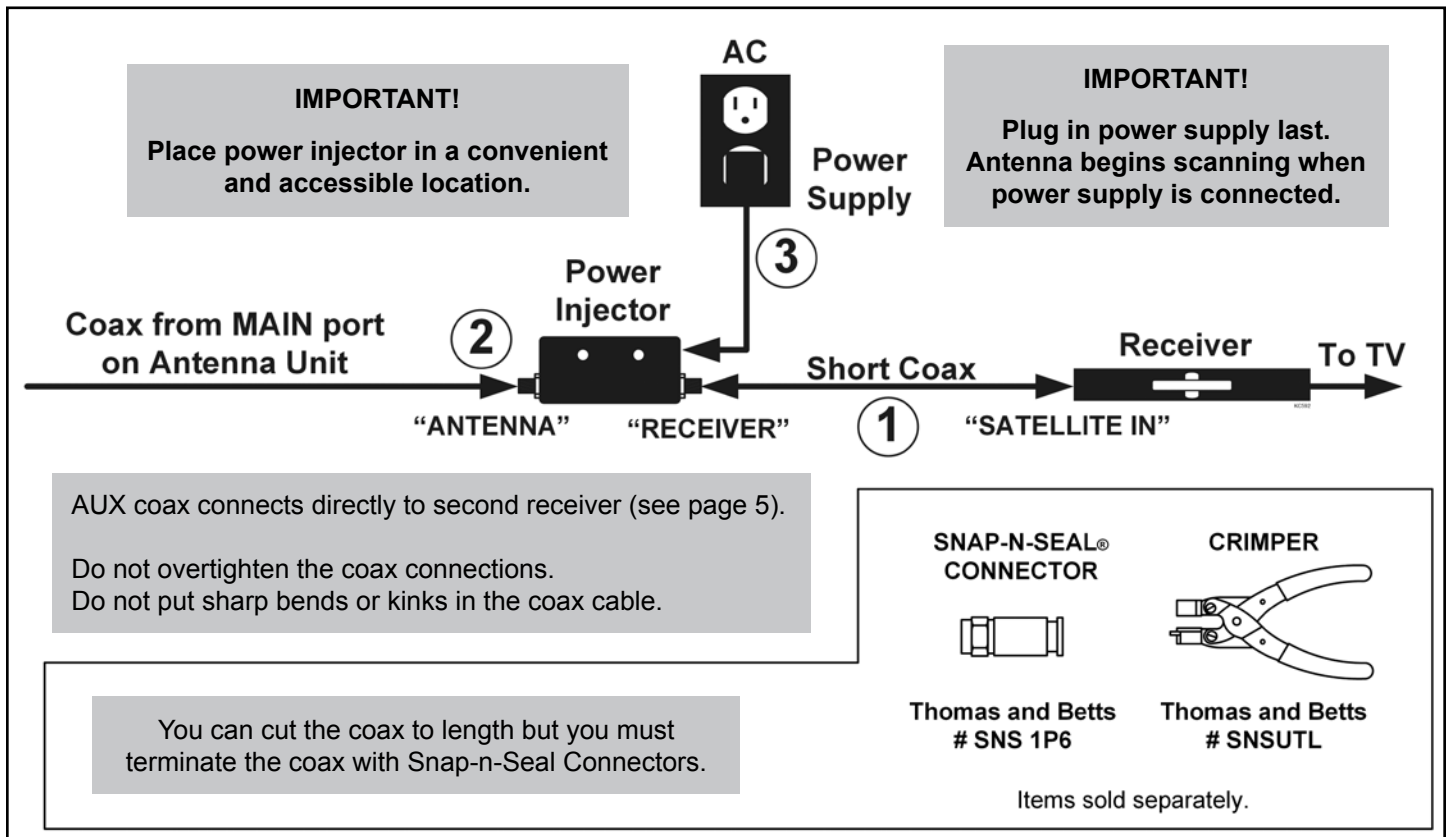 AC
IMPORTANT!
Place power injector in a convenient
and accessible location.
IMPORTANT!
Plug in power supply last.
Antenna begins scanning when
power supply is connected.
Power
Supply
3
Power
Injector
Coax from MAIN port
on Antenna Unit
2
Short Coax
Receiver
To TV
“ANTENNA”
“RECEIVER”
1
“SATELLITE IN”
AUX coax connects directly to second receiver (see page 5).
Do not overtighten the coax connections.
Do not put sharp bends or kinks in the coax cable.
SNAP-N-SEAL®
CONNECTOR
CRIMPER
Thomas and Betts
# SNS 1P6
Thomas and Betts
# SNSUTL
You can cut the coax to length but you must
terminate the coax with Snap-n-Seal Connectors.
Items sold separately.